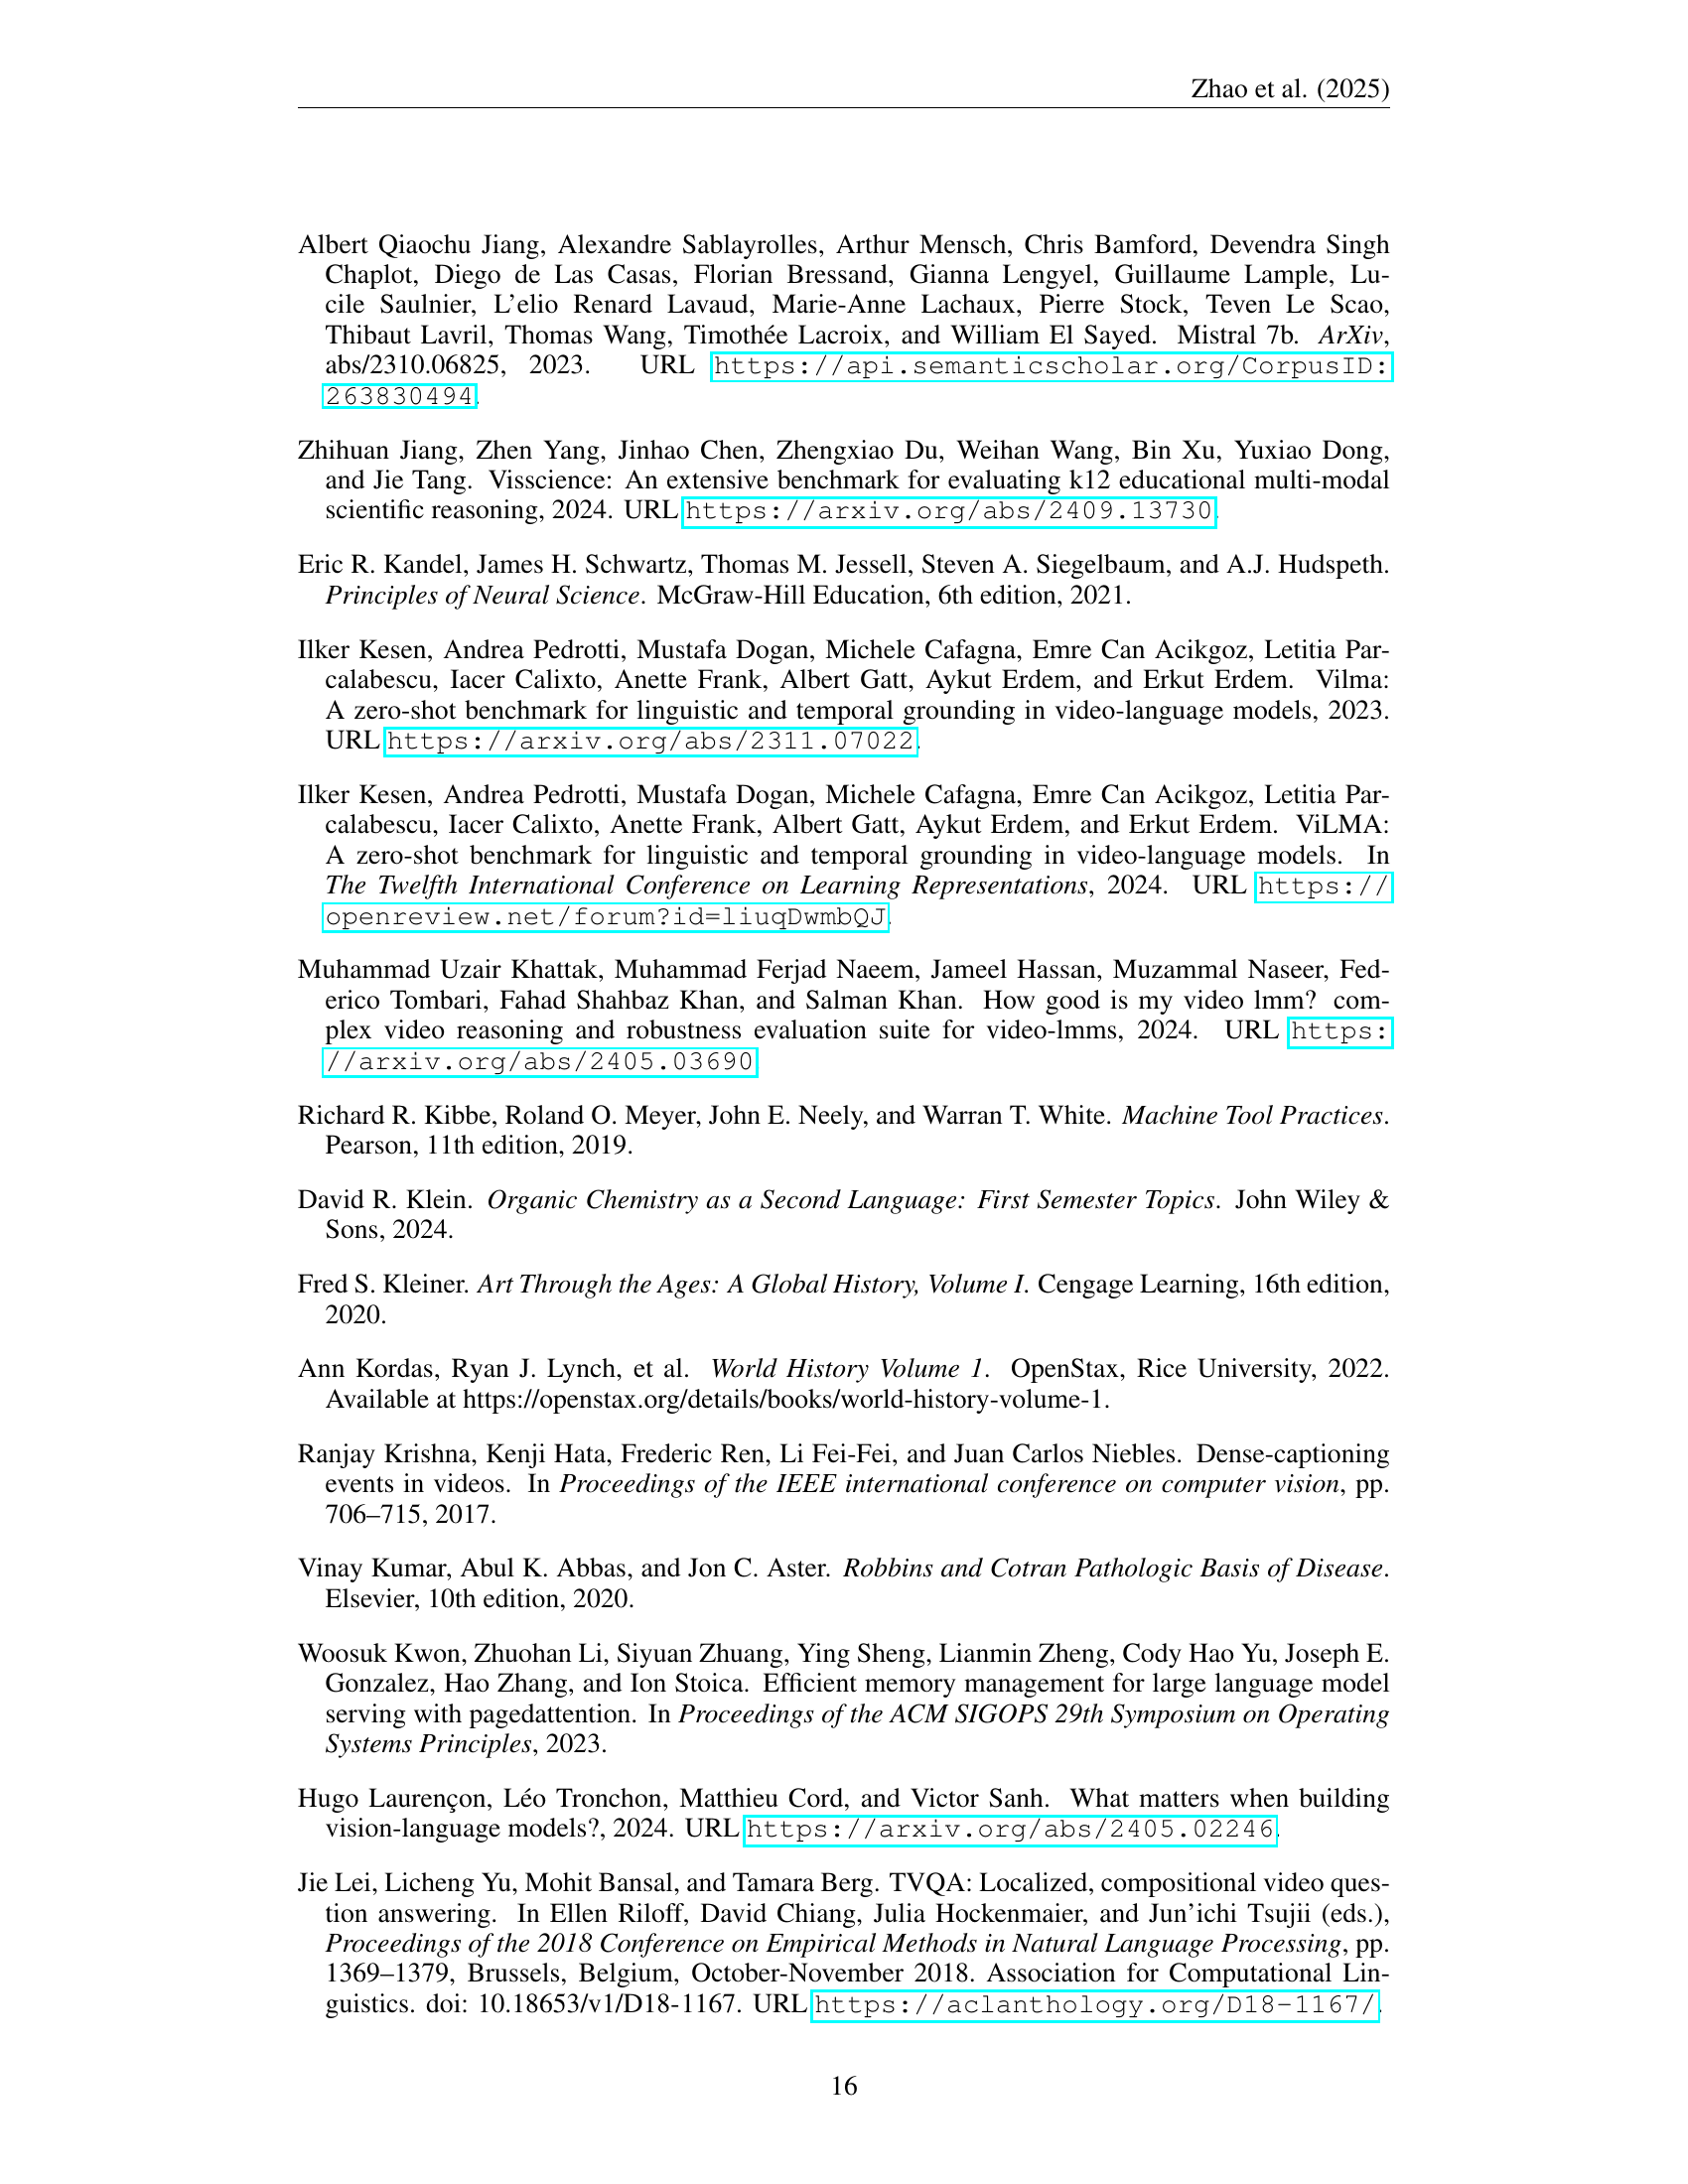 Zhao et al. (2025)
Albert Qiaochu Jiang, Alexandre Sablayrolles, Arthur Mensch, Chris Bamford, Devendra Singh
Chaplot, Diego de Las Casas, Florian Bressand, Gianna Lengyel, Guillaume Lample, Lu-
cile Saulnier, L'elio Renard Lavaud, Marie-Anne Lachaux, Pierre Stock, Teven Le Scao,
Thibaut Lavril, Thomas Wang, Timothée Lacroix, and William El Sayed. Mistral 7b. ArXiv,
abs/2310.06825, 2023. URL https://api.semanticscholar.org/CorpusID:
263830494.
Zhihuan Jiang, Zhen Yang, Jinhao Chen, Zhengxiao Du, Weihan Wang, Bin Xu, Yuxiao Dong,
and Jie Tang. Visscience: An extensive benchmark for evaluating k12 educational multi-modal
scientific reasoning, 2024. URL https://arxiv.org/abs/2409.13730.
Eric R. Kandel, James H. Schwartz, Thomas M. Jessell, Steven A. Siegelbaum, and A.J. Hudspeth.
Principles of Neural Science. McGraw-Hill Education, 6th edition, 2021.
Ilker Kesen, Andrea Pedrotti, Mustafa Dogan, Michele Cafagna, Emre Can Acikgoz, Letitia Par-
calabescu, Iacer Calixto, Anette Frank, Albert Gatt, Aykut Erdem, and Erkut Erdem. Vilma:
A zero-shot benchmark for linguistic and temporal grounding in video-language models, 2023.
URL https://arxiv.org/abs/2311.07022.
Ilker Kesen, Andrea Pedrotti, Mustafa Dogan, Michele Cafagna, Emre Can Acikgoz, Letitia Par-
calabescu, Iacer Calixto, Anette Frank, Albert Gatt, Aykut Erdem, and Erkut Erdem. ViLMA:
A zero-shot benchmark for linguistic and temporal grounding in video-language models. In
The Twelfth International Conference on Learning Representations, 2024. URL https://
openreview.net/forum?id=liuqDwmbQJ.
Muhammad Uzair Khattak, Muhammad Ferjad Naeem, Jameel Hassan, Muzammal Naseer, Fed-
erico Tombari, Fahad Shahbaz Khan, and Salman Khan. How good is my video lmm? com-
plex video reasoning and robustness evaluation suite for video-lmms, 2024. URL https:
//arxiv.org/abs/2405.03690.
Richard R. Kibbe, Roland O. Meyer, John E. Neely, and Warran T. White. Machine Tool Practices.
Pearson, 11th edition, 2019.
David R. Klein. Organic Chemistry as a Second Language: First Semester Topics. John Wiley &
Sons, 2024.
Fred S. Kleiner. Art Through the Ages: A Global History, Volume I. Cengage Learning, 16th edition,
2020.
Ann Kordas, Ryan J. Lynch, et al. World History Volume 1. OpenStax, Rice University, 2022.
Available at https://openstax.org/details/books/world-history-volume-1.
Ranjay Krishna, Kenji Hata, Frederic Ren, Li Fei-Fei, and Juan Carlos Niebles. Dense-captioning
events in videos. In Proceedings of the IEEE international conference on computer vision, pp.
706–715, 2017.
Vinay Kumar, Abul K. Abbas, and Jon C. Aster. Robbins and Cotran Pathologic Basis of Disease.
Elsevier, 10th edition, 2020.
Woosuk Kwon, Zhuohan Li, Siyuan Zhuang, Ying Sheng, Lianmin Zheng, Cody Hao Yu, Joseph E.
Gonzalez, Hao Zhang, and Ion Stoica. Efficient memory management for large language model
serving with pagedattention. In Proceedings of the ACM SIGOPS 29th Symposium on Operating
Systems Principles, 2023.
Hugo Laurençon, Léo Tronchon, Matthieu Cord, and Victor Sanh. What matters when building
vision-language models?, 2024. URL https://arxiv.org/abs/2405.02246.
Jie Lei, Licheng Yu, Mohit Bansal, and Tamara Berg. TVQA: Localized, compositional video ques-
tion answering. In Ellen Riloff, David Chiang, Julia Hockenmaier, and Jun'ichi Tsujii (eds.),
Proceedings of the 2018 Conference on Empirical Methods in Natural Language Processing, pp.
1369–1379, Brussels, Belgium, October-November 2018. Association for Computational Lin-
guistics. doi: 10.18653/v1/D18-1167. URL https://aclanthology.org/D18-1167/.
16